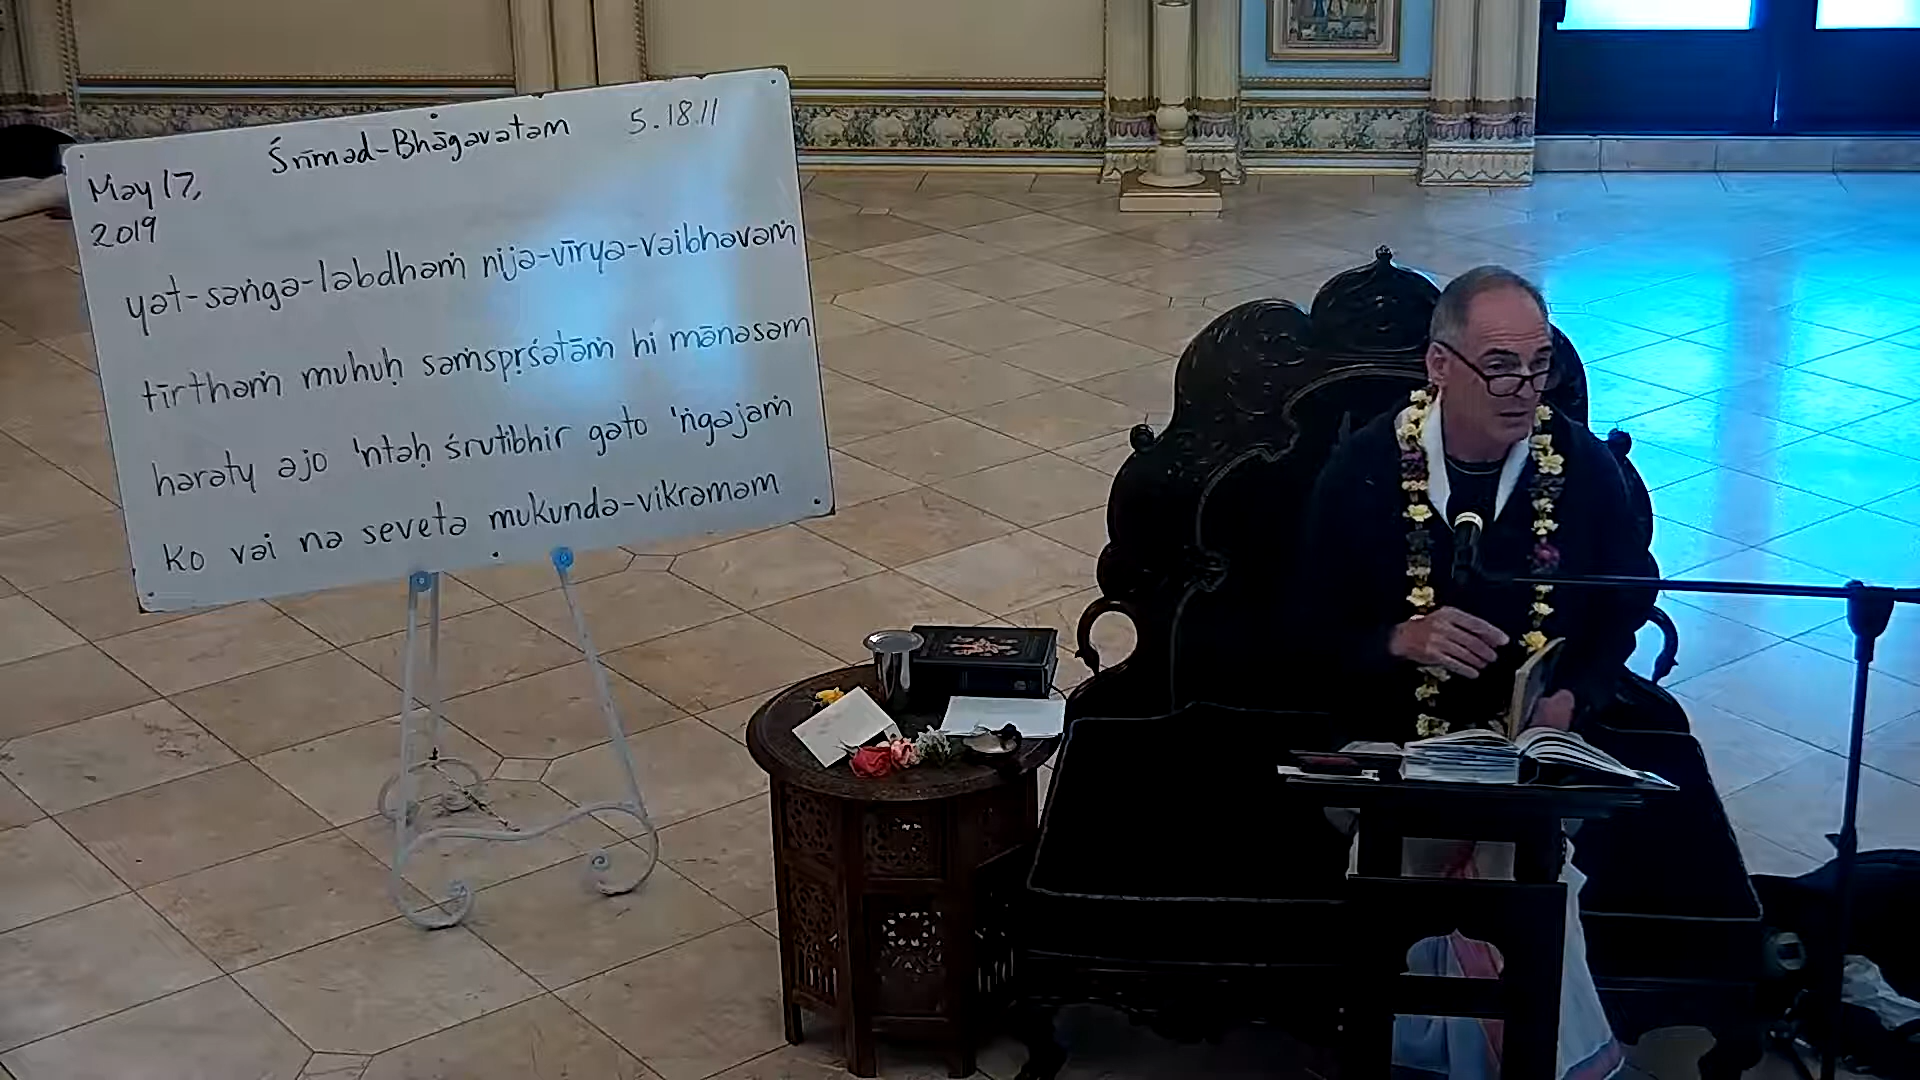 Śrīmad-Bhāgavatam 5.18.11
May 17,
2019
yat-saṅga-labdhaṁ nija-vīrya-vaibhavaṁ
tīrthaṁ muhuḥ saṁspṛśatāṁ hi mānasam
haraty ajo 'ntaḥ śrutibhir gato 'ṅgajaṁ
ko vai na seveta mukunda-vikramam